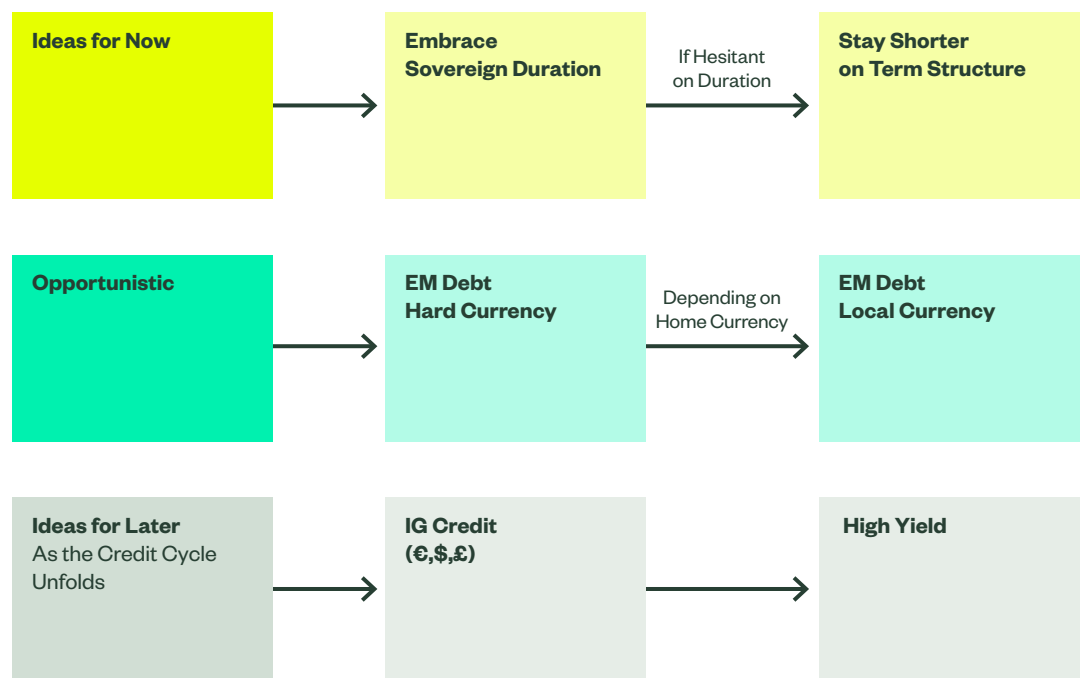 Ideas for Now
Embrace
Sovereign Duration
If Hesitant
on Duration
Stay Shorter
on Term Structure
Opportunistic
EM Debt
Hard Currency
Depending on
Home Currency
EM Debt
Local Currency
Ideas for Later
As the Credit Cycle
Unfolds
IG Credit
(€,$,£)
High Yield